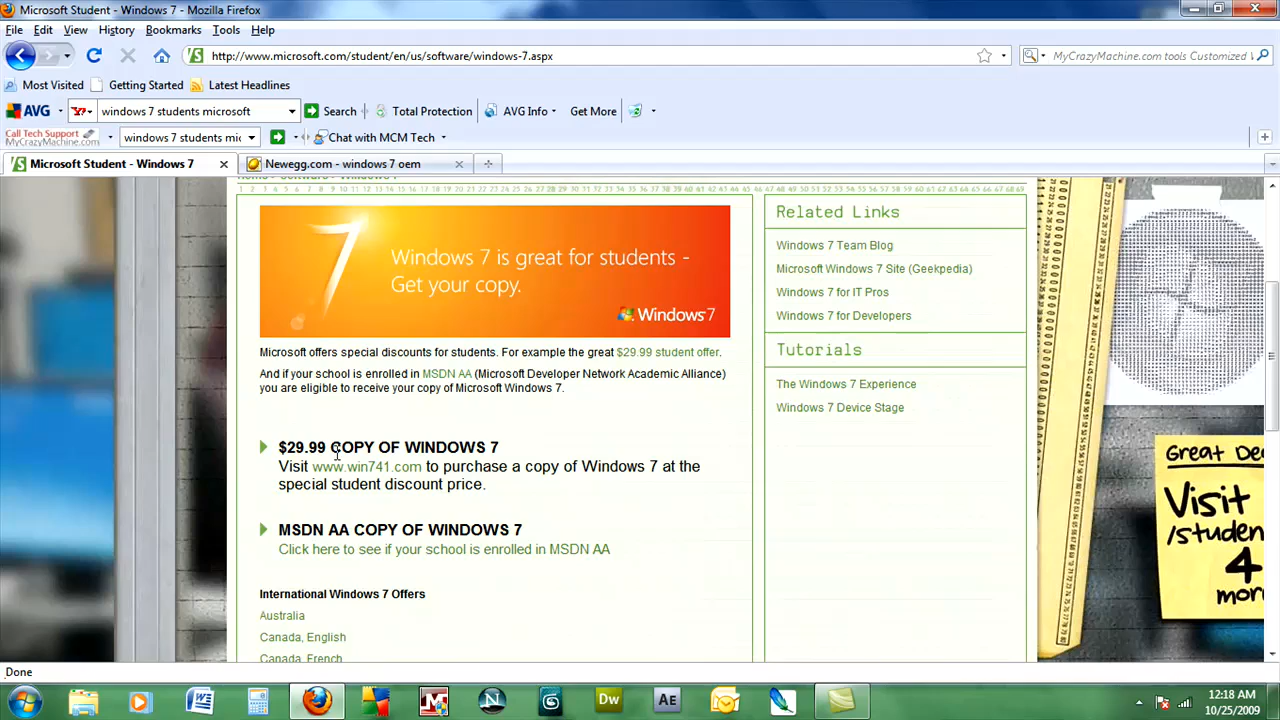 Microsoft Student - Windows 7 - Mozilla Firefox
File Edit View History Bookmarks Tools Help
http://www.microsoft.com/student/en/us/software/windows-7.aspx
MyCrazyMachine.com tools Customized
Most Visited Getting Started Latest Headlines
AVG Y! windows 7 students microsoft Search Total Protection AVG Info Get More
Call Tech Support
MyCrazyMachine.com
windows 7 students mic Chat with MCM Tech
Microsoft Student - Windows 7 Newegg.com - windows 7 oem
Windows 7 is great for students -
Get your copy.
Windows 7
Microsoft offers special discounts for students. For example the great $29.99 student offer.
And if your school is enrolled in MSDN AA (Microsoft Developer Network Academic Alliance)
you are eligible to receive your copy of Microsoft Windows 7.
$29.99 COPY OF WINDOWS 7
Visit www.win741.com to purchase a copy of Windows 7 at the
special student discount price.
MSDN AA COPY OF WINDOWS 7
Click here to see if your school is enrolled in MSDN AA
International Windows 7 Offers
Australia
Canada, English
Canada, French
Related Links
Windows 7 Team Blog
Microsoft Windows 7 Site (Geekpedia)
Windows 7 for IT Pros
Windows 7 for Developers
Tutorials
The Windows 7 Experience
Windows 7 Device Stage
Great De
Visit
/studen
4
mor
Done
Dw Ae
12:18 AM
10/25/2009